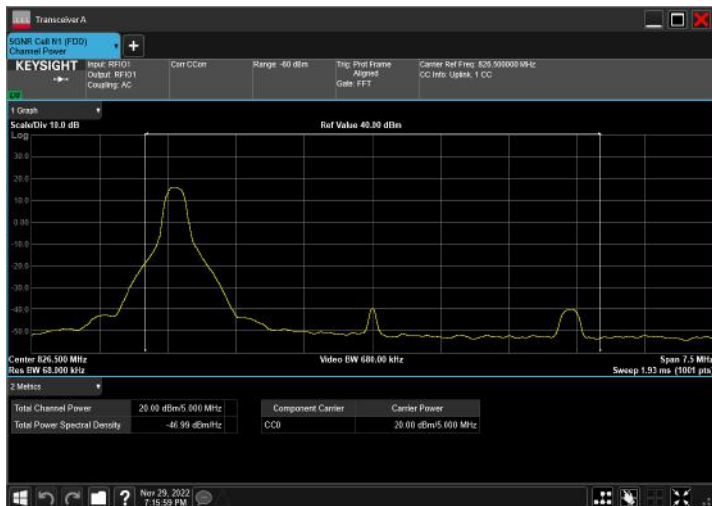 Transceiver A
5GNR Cell N1 (FDD)
Channel Power
KEYSIGHT
Input: RFIO1
Output: RFIO1
Coupling: AC
Corr CCorr
Range: -60 dBm
Trig: Prot Frame
Aligned
Gate: FFT
Carrier Ref Freq: 826.500000 MHz
CC Info: Uplink, 1 CC
1 Graph
Scale/Div 10.0 dB
Ref Value 40.00 dBm
Log
30.0
20.0
10.0
0.00
-10.0
-20.0
-30.0
-40.0
-50.0
Center 826.500 MHz
Video BW 680.00 kHz
Span 7.5 MHz
Res BW 68.000 kHz
Sweep 1.93 ms (1001 pts)
2 Metrics
Total Channel Power 20.00 dBm/5.000 MHz
Total Power Spectral Density -46.99 dBm/Hz
Component Carrier Carrier Power
CC0 20.00 dBm/5.000 MHz
?
Nov 29, 2022
7:15:59 PM